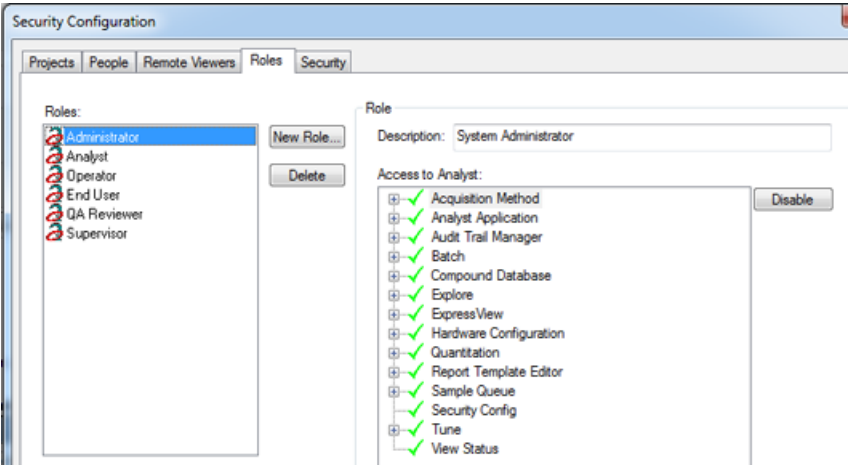 Security Configuration
Projects People Remote Viewers Roles Security
Roles:
Administrator
Analyst
Operator
End User
QA Reviewer
Supervisor
New Role...
Delete
Role
Description: System Administrator
Access to Analyst:
Acquisition Method
Analyst Application
Audit Trail Manager
Batch
Compound Database
Explore
ExpressView
Hardware Configuration
Quantitation
Report Template Editor
Sample Queue
Security Config
Tune
View Status
Disable